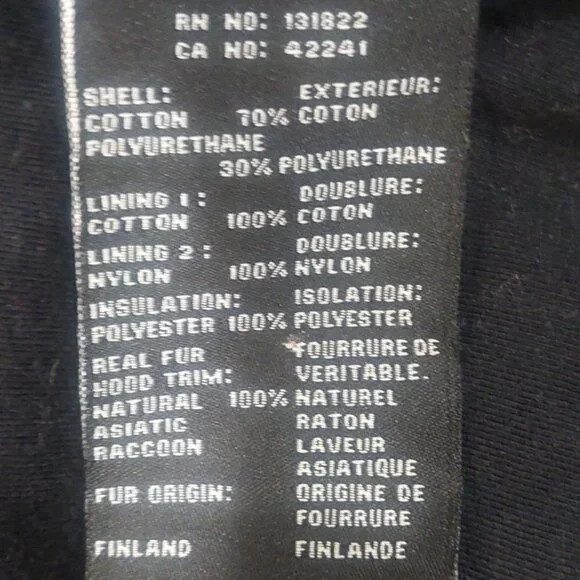 RN NO: 131822
CA NO: 42241
SHELL: EXTERIEUR:
COTTON 70% COTON
POLYURETHANE
30% POLYURETHANE
LINING 1: DOUBLURE:
COTTON 100% COTON
LINING 2: DOUBLURE:
NYLON 100% NYLON
INSULATION: ISOLATION:
POLYESTER 100% POLYESTER
REAL FUR FOURRURE DE
HOOD TRIM: VERITABLE.
NATURAL 100% NATUREL
ASIATIC RATON
RACCOON LAVEUR
ASIATIQUE
FUR ORIGIN: ORIGINE DE
FOURRURE
FINLAND FINLANDE